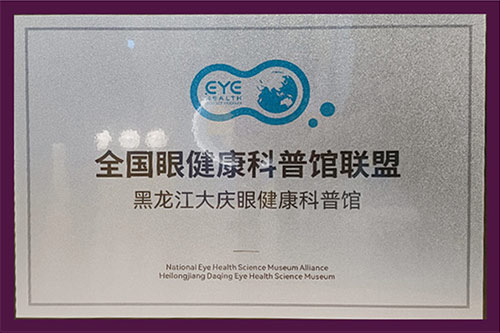 EYE
HEALTH
全国眼健康科普馆联盟
黑龙江大庆眼健康科普馆
National Eye Health Science Museum Alliance
Heilongjiang Daqing Eye Health Science Museum